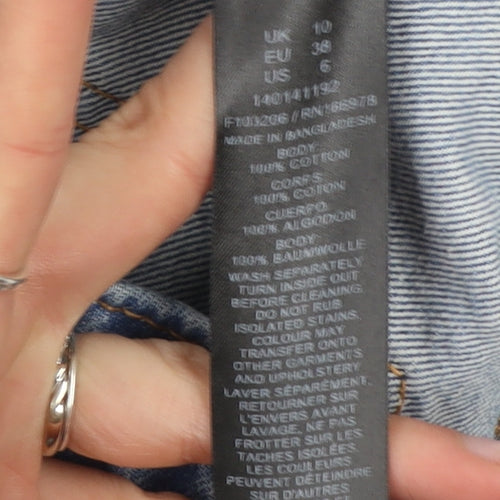 UK 10
EU 38
US 6
140141192
F103206 / RN166978
MADE IN BANGLADESH
BODY
100% COTTON
CORPS
100% COTON
CUERPO
100% ALGODON
BODY
100% BAUMWOLLE
WASH SEPARATELY
TURN INSIDE OUT
BEFORE CLEANING.
DO NOT RUB
ISOLATED STAINS.
COLOUR MAY
TRANSFER ONTO
OTHER GARMENTS
AND UPHOLSTERY
LAVER SÉPARÉMENT.
RETOURNER SUR
L'ENVERS AVANT
LAVAGE. NE PAS
FROTTER SUR LES
TACHES ISOLÉES.
LES COULEURS
PEUVENT DÉTEINDRE
SUR D'AUTRES